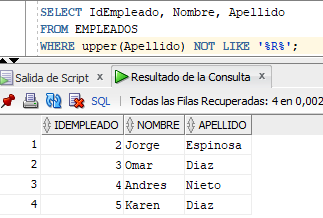 SELECT IdEmpleado, Nombre, Apellido
FROM EMPLEADOS
WHERE upper(Apellido) NOT LIKE '%R%';
Salida de Script x Resultado de la Consulta x
SQL | Todas las Filas Recuperadas: 4 en 0,002
IDEMPLEADO NOMBRE APELLIDO
1 2 Jorge Espinosa
2 3 Omar Diaz
3 4 Andres Nieto
4 5 Karen Diaz